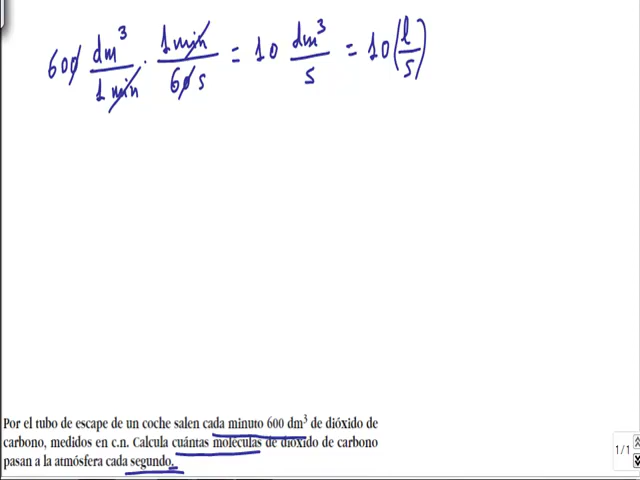 600 dm³/1 min · 1 min/60 s = 10 dm³/s = 10 (l/s)
Por el tubo de escape de un coche salen cada minuto 600 dm³ de dióxido de
carbono, medidos en c.n. Calcula cuántas moléculas de dióxido de carbono
pasan a la atmósfera cada segundo.
1/1